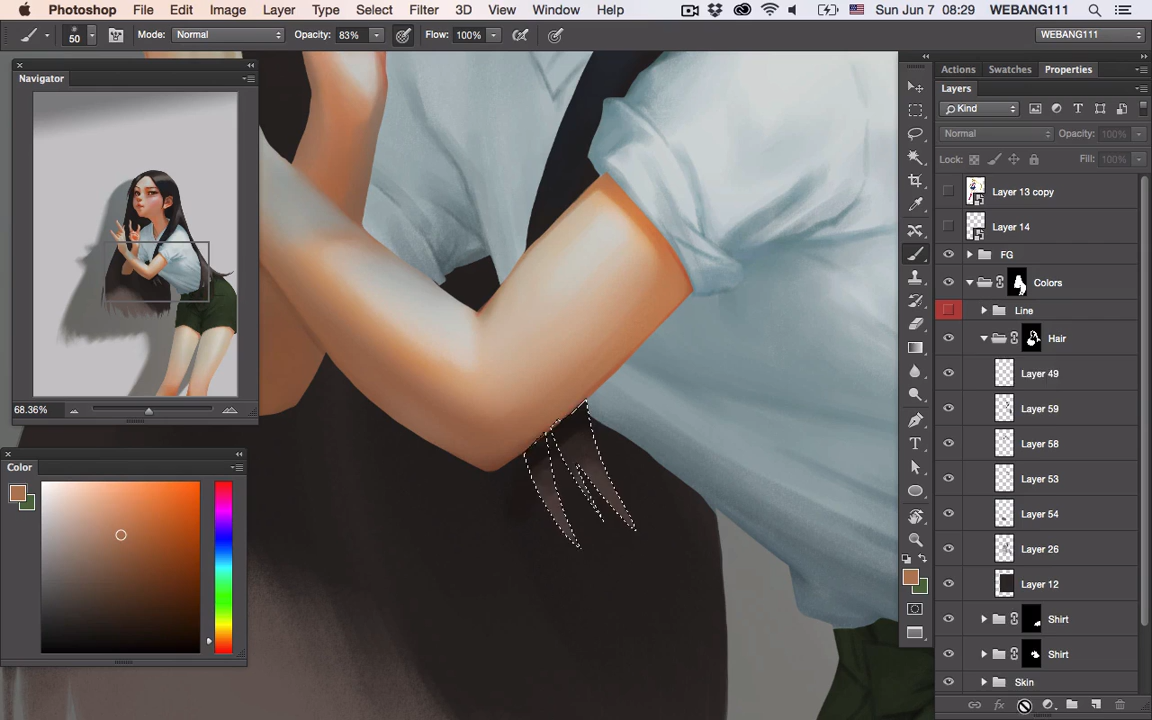 Photoshop File Edit Image Layer Type Select Filter 3D View Window Help Sun Jun 7 08:29 WEBANG111
50 Mode: Normal Opacity: 83% Flow: 100% WEBANG111
Navigator
68.36%
Color
Actions Swatches Properties
Layers
Kind
Normal Opacity: 100%
Lock: Fill: 100%
Layer 13 copy
Layer 14
FG
Colors
Line
Hair
Layer 49
Layer 59
Layer 58
Layer 53
Layer 54
Layer 26
Layer 12
Shirt
Shirt
Skin